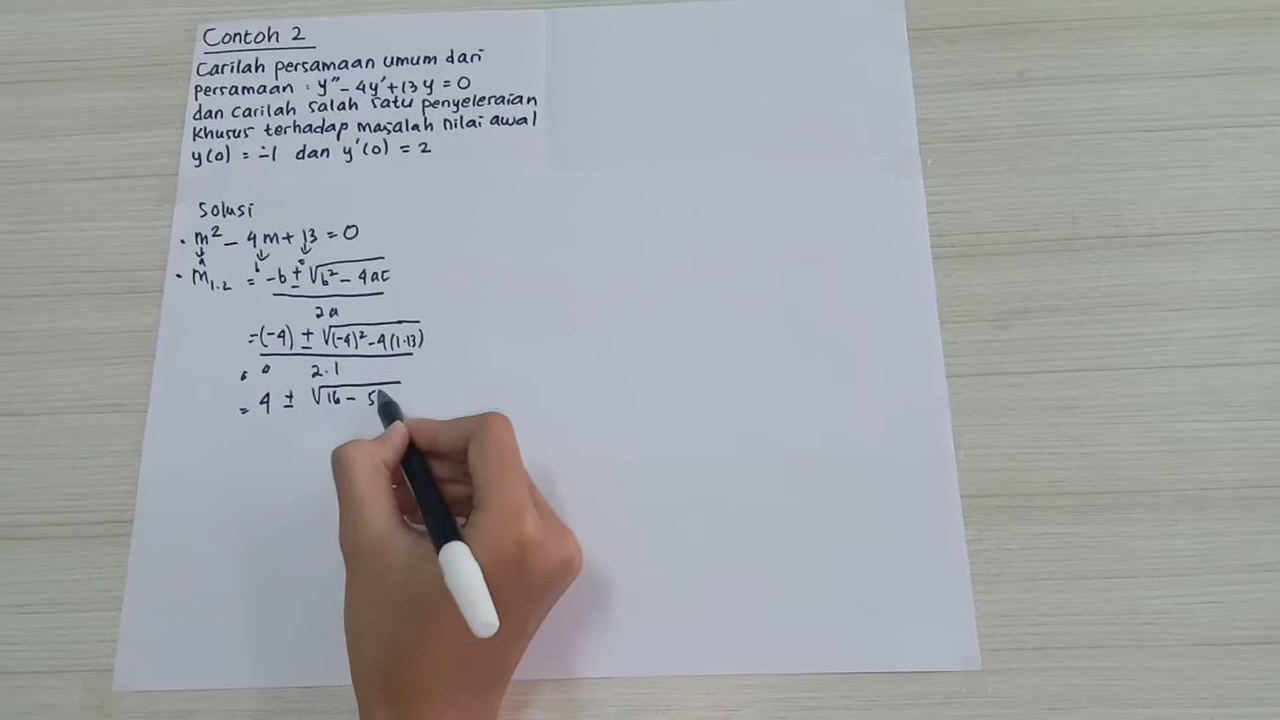 Contoh 2
Carilah persamaan umum dari
persamaan : y" - 4y' + 13y = 0
dan carilah salah satu penyeleraian
Khusus terhadap masalah nilai awal
y(0) = -1 dan y'(0) = 2
Solusi
• m² - 4m + 13 = 0
a b c
• m1.2 = -b ± √b² - 4ac
2a
= (-4) ± √(-4)² - 4(1·13)
2·1
= 4 ± √16 - 5